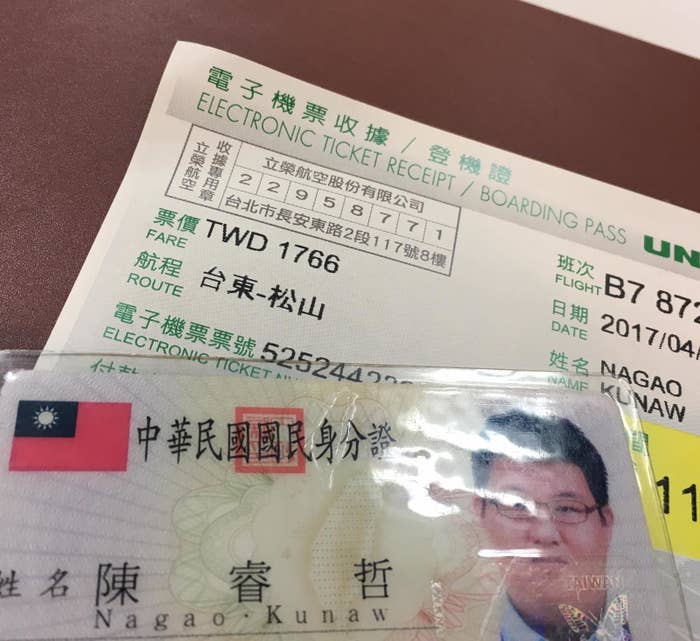 電子機票收據 / 登機證
ELECTRONIC TICKET RECEIPT / BOARDING PASS
立榮航空
收據專用章
立榮航空股份有限公司
22958771
台北市長安東路2段117號8樓
UN
票價 TWD 1766
FARE
航程 台東-松山
ROUTE
電子機票票號 5252442
ELECTRONIC TICKET
班次 B7 872
FLIGHT
日期 2017/04/
DATE
姓名 NAGAO
NAME KUNAW
11
中華民國國民身分證
姓名 陳睿哲
Nagao·Kunaw
TAIWAN